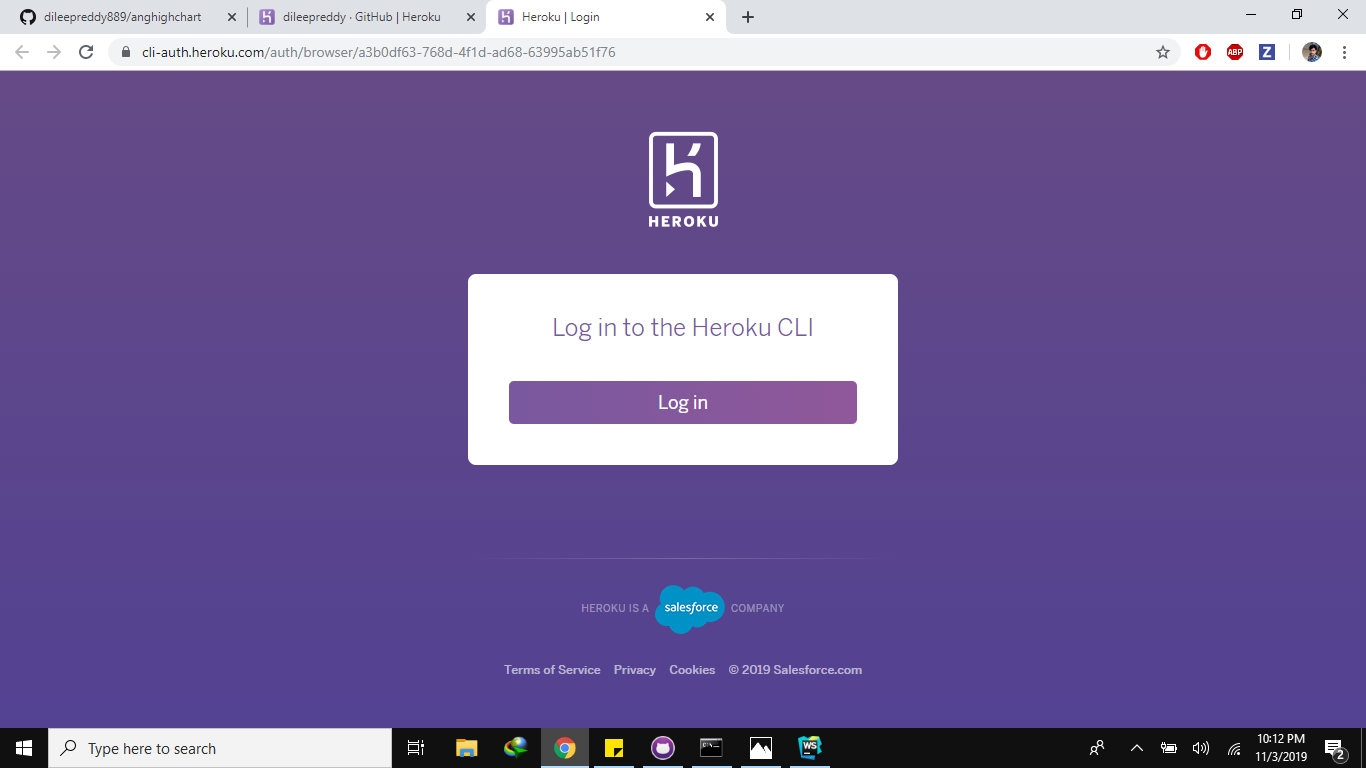 dileepreddy889/anghighchart
dileepreddy · GitHub | Heroku
Heroku | Login
cli-auth.heroku.com/auth/browser/a3b0df63-768d-4f1d-ad68-63995ab51f76
ABP
Z
HEROKU
Log in to the Heroku CLI
Log in
HEROKU IS A salesforce COMPANY
Terms of Service Privacy Cookies © 2019 Salesforce.com
Type here to search
WS
10:12 PM
11/3/2019
2